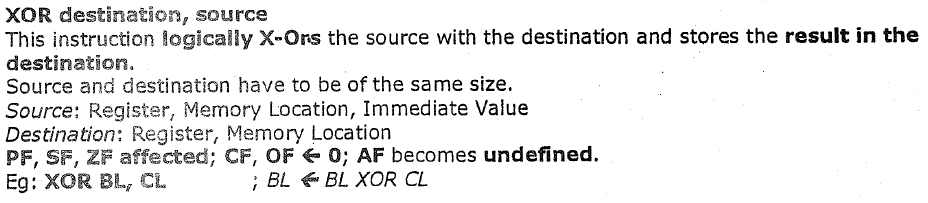 XOR destination, source
This instruction logically X-Ors the source with the destination and stores the result in the
destination.
Source and destination have to be of the same size.
Source: Register, Memory Location, Immediate Value
Destination: Register, Memory Location
PF, SF, ZF affected; CF, OF ← 0; AF becomes undefined.
Eg: XOR BL, CL ; BL ← BL XOR CL